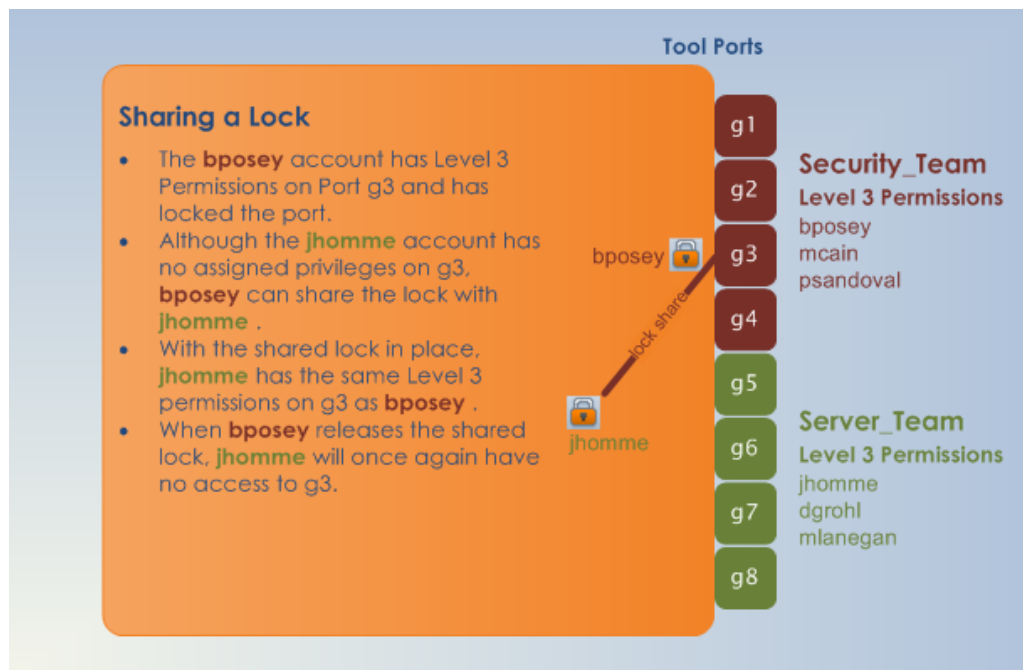 Tool Ports
Sharing a Lock
• The bposey account has Level 3
Permissions on Port g3 and has
locked the port.
• Although the jhomme account has
no assigned privileges on g3,
bposey can share the lock with
jhomme .
• With the shared lock in place,
jhomme has the same Level 3
permissions on g3 as bposey .
• When bposey releases the shared
lock, jhomme will once again have
no access to g3.
bposey
lock share
jhomme
g1
g2
g3
g4
g5
g6
g7
g8
Security_Team
Level 3 Permissions
bposey
mcain
psandoval
Server_Team
Level 3 Permissions
jhomme
dgrohl
mlanegan